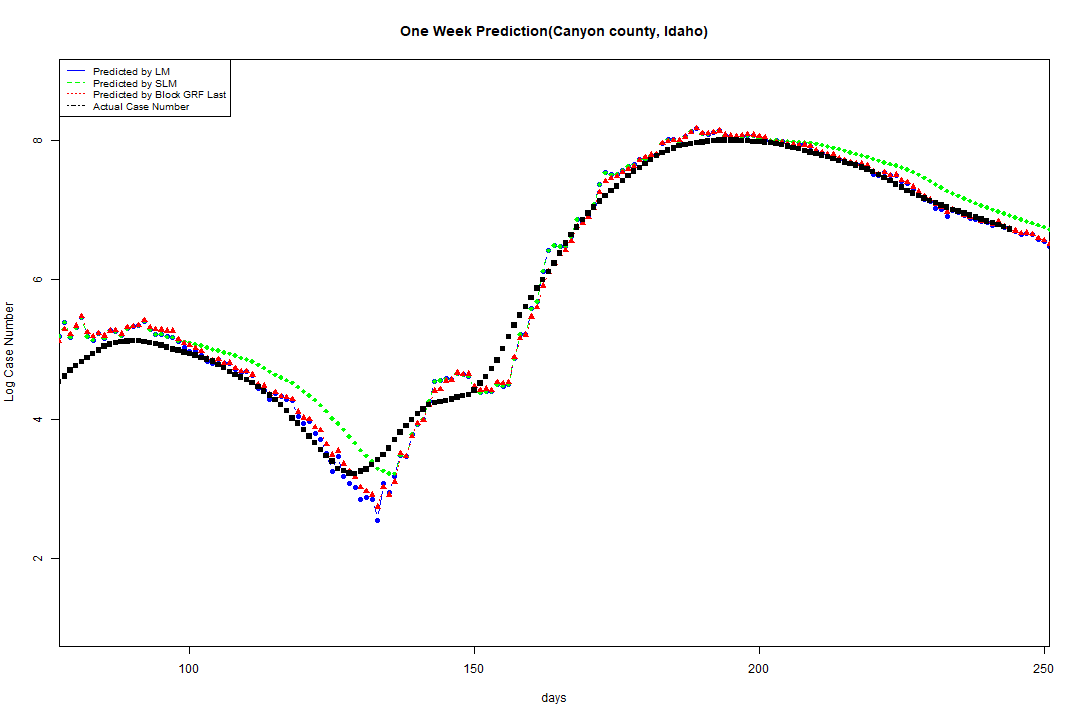 One Week Prediction(Canyon county, Idaho)
Predicted by LM
Predicted by SLM
Predicted by Block GRF Last
Actual Case Number
Log Case Number
8
6
4
2
100
150
200
250
days